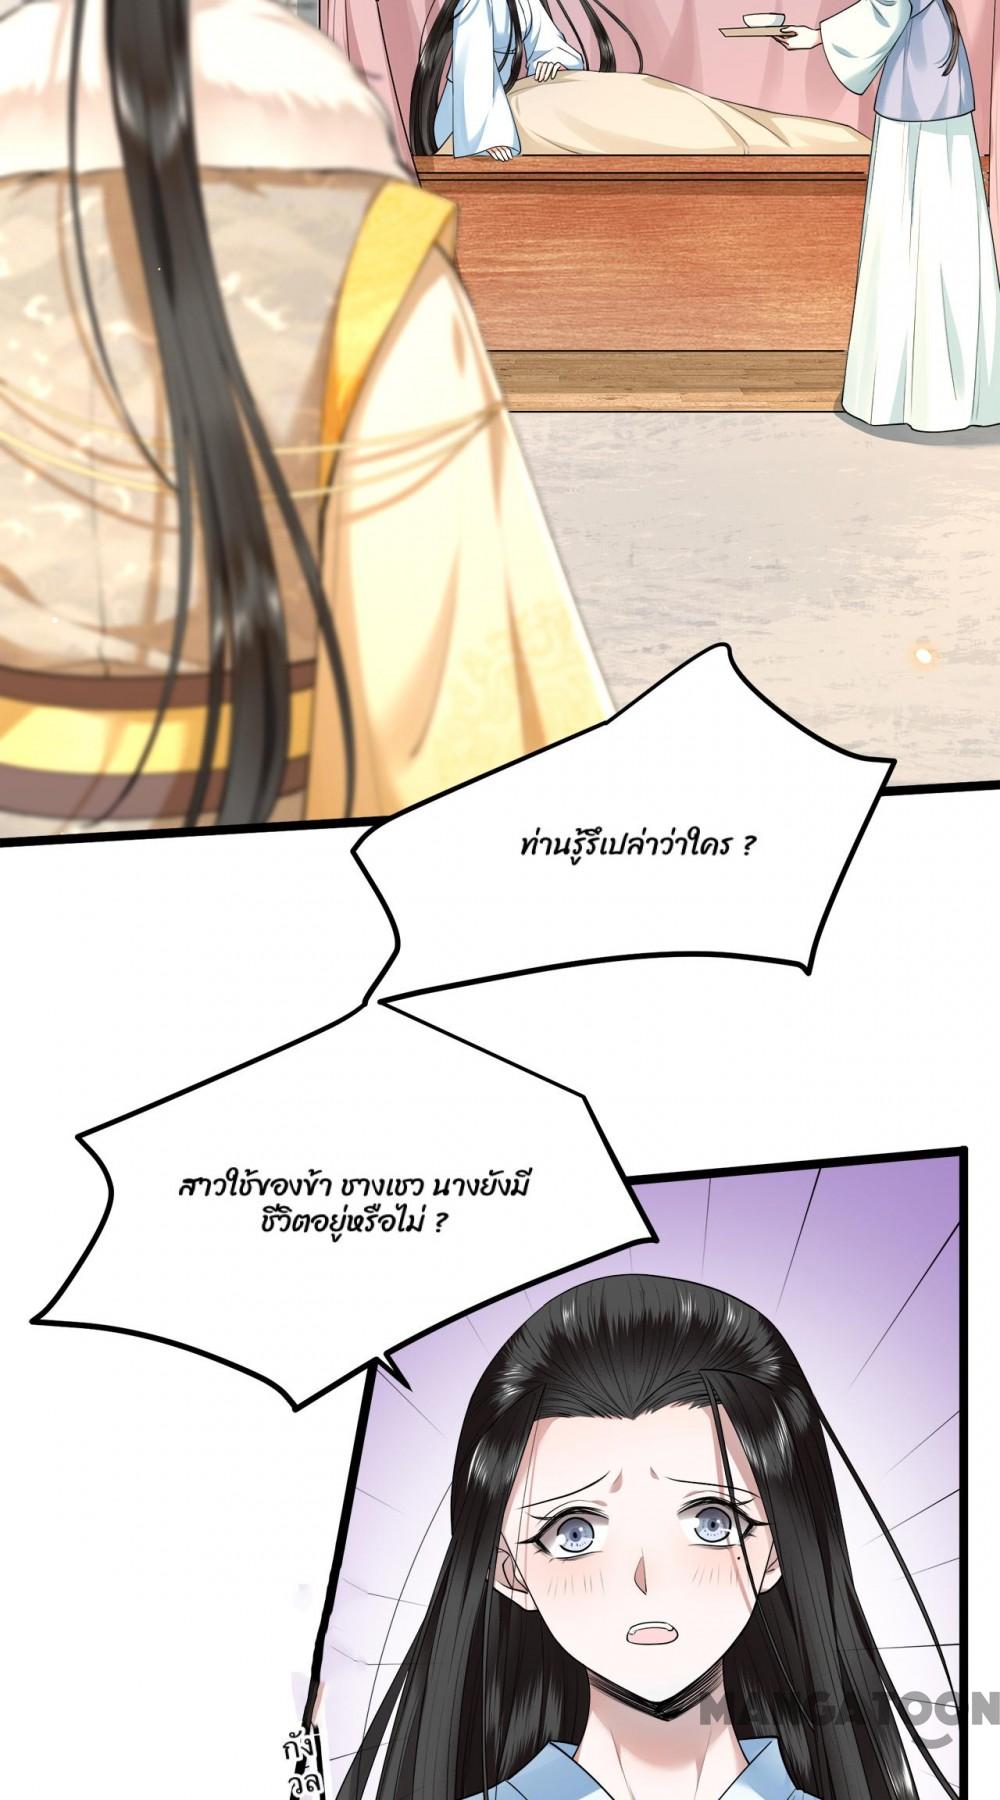 ท่านรู้รึเปล่าว่าใคร ?
สาวใช้ของข้า ชางเชว นางยังมี
ชีวิตอยู่หรือไม่ ?
MANGATOON
กัง
วล